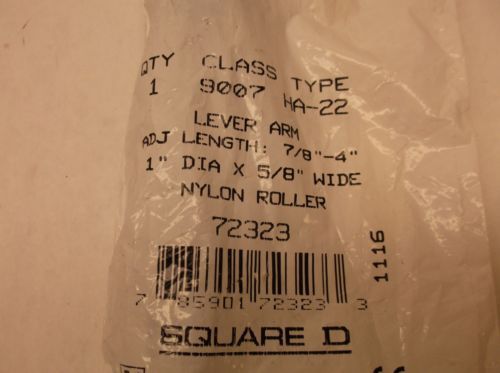 QTY CLASS TYPE
1 9007 HA-22
LEVER ARM
ADJ LENGTH: 7/8"-4"
1" DIA X 5/8" WIDE
NYLON ROLLER
72323
1116
7 85901 72323 3
SQUARE D